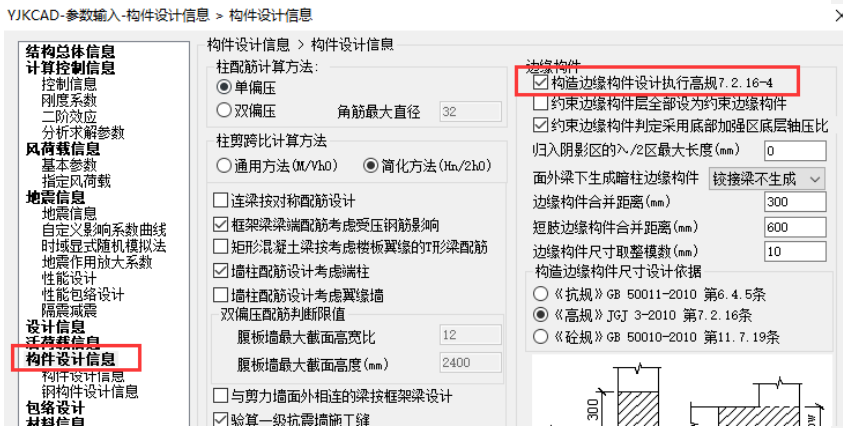 YJKCAD-参数输入-构件设计信息 > 构件设计信息
结构总体信息
计算控制信息
控制信息
刚度系数
二阶效应
分析求解参数
风荷载信息
基本参数
指定风荷载
地震信息
地震信息
自定义影响系数曲线
时域显式随机模拟法
地震作用放大系数
性能设计
性能包络设计
隔震减震
设计信息
活荷载信息
构件设计信息
构件设计信息
钢构件设计信息
包络设计
材料信息
构件设计信息 > 构件设计信息
柱配筋计算方法:
单偏压
双偏压
角筋最大直径 32
柱剪跨比计算方法
通用方法(M/Vh0)
简化方法(Hn/2h0)
连梁按对称配筋设计
框架梁梁端配筋考虑受压钢筋影响
矩形混凝土梁按考虑楼板翼缘的T形梁配筋
墙柱配筋设计考虑端柱
墙柱配筋设计考虑翼缘墙
双偏压配筋判断限值
腹板墙最大截面高宽比 12
腹板墙最大截面高度(mm) 2400
与剪力墙面外相连的梁按框架梁设计
验算一级抗震墙施工缝
边缘构件
构造边缘构件设计执行高规7.2.16-4
约束边缘构件层全部设为约束边缘构件
约束边缘构件判定采用底部加强区底层轴压比
归入阴影区的λ/2区最大长度(mm) 0
面外梁下生成暗柱边缘构件 铰接梁不生成
边缘构件合并距离(mm) 300
短肢边缘构件合并距离(mm) 600
边缘构件尺寸取整模数(mm) 10
构造边缘构件尺寸设计依据
《抗规》GB 50011-2010 第6.4.5条
《高规》JGJ 3-2010 第7.2.16条
《砼规》GB 50010-2010 第11.7.19条
300